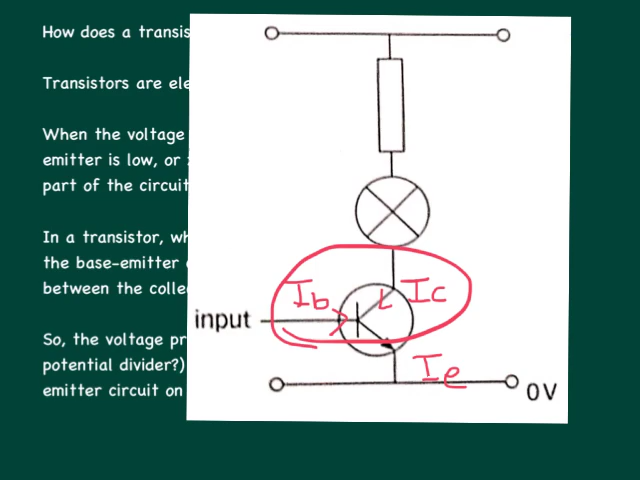 How does a transis
Transistors are ele
When the voltage
emitter is low, or
part of the circuit
In a transistor, wh
the base-emitter
between the colle
So, the voltage pr
potential divider?)
emitter circuit on
Ib
Ic
input
Ie
0V